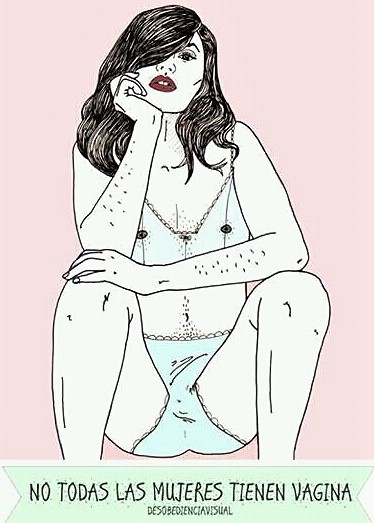 NO TODAS LAS MUJERES TIENEN VAGINA
DESOBEDIENCIAVISUAL